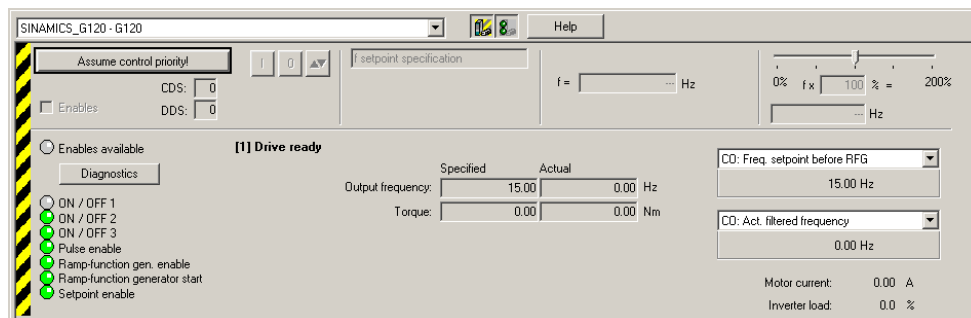 SINAMICS_G120 - G120
Help
Assume control priority!
I 0
f setpoint specification
f = --- Hz
0% f x 100 % = 200%
--- Hz
CDS: 0
Enables
DDS: 0
Enables available
[1] Drive ready
Diagnostics
Specified Actual
Output frequency: 15.00 0.00 Hz
Torque: 0.00 0.00 Nm
CO: Freq. setpoint before RFG
15.00 Hz
CO: Act. filtered frequency
0.00 Hz
ON / OFF 1
ON / OFF 2
ON / OFF 3
Pulse enable
Ramp-function gen. enable
Ramp-function generator start
Setpoint enable
Motor current: 0.00 A
Inverter load: 0.0 %